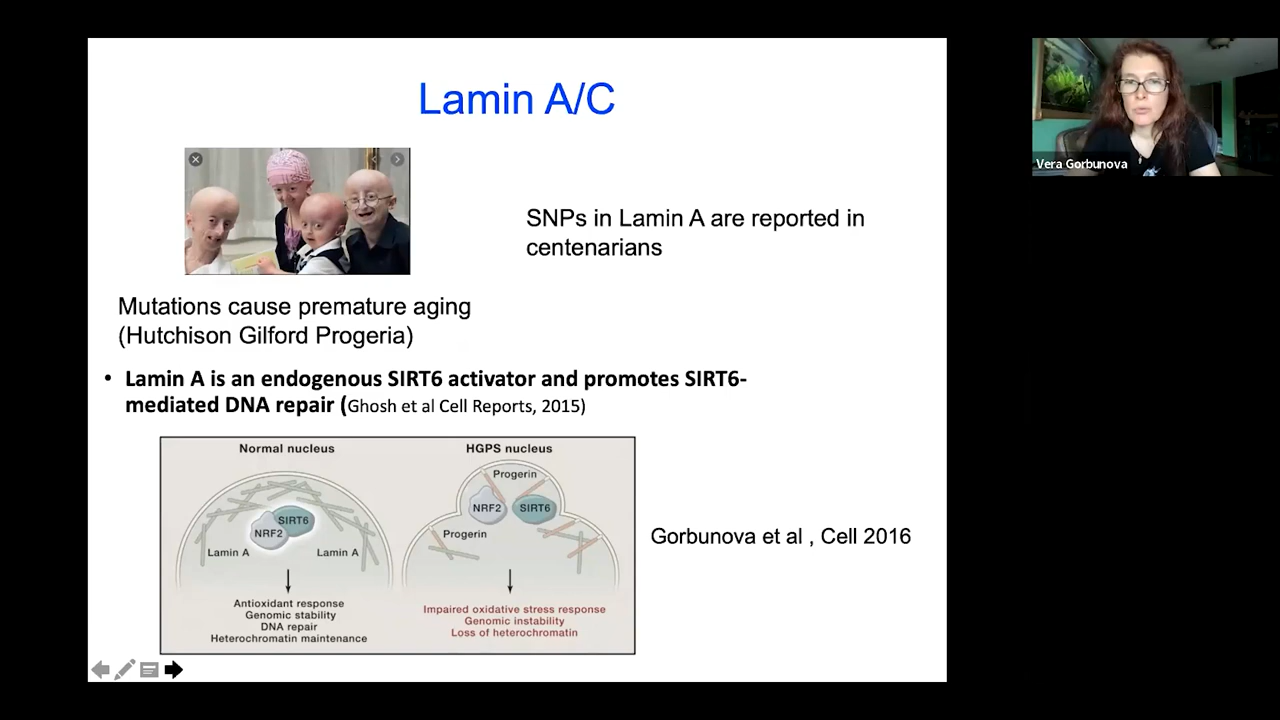 Lamin A/C
Vera Gorbunova
SNPs in Lamin A are reported in
centenarians
Mutations cause premature aging
(Hutchison Gilford Progeria)
• Lamin A is an endogenous SIRT6 activator and promotes SIRT6-
mediated DNA repair (Ghosh et al Cell Reports, 2015)
Normal nucleus
SIRT6
NRF2
Lamin A
Lamin A
Antioxidant response
Genomic stability
DNA repair
Heterochromatin maintenance
HGPS nucleus
Progerin
NRF2
SIRT6
Progerin
Impaired oxidative stress response
Genomic instability
Loss of heterochromatin
Gorbunova et al , Cell 2016